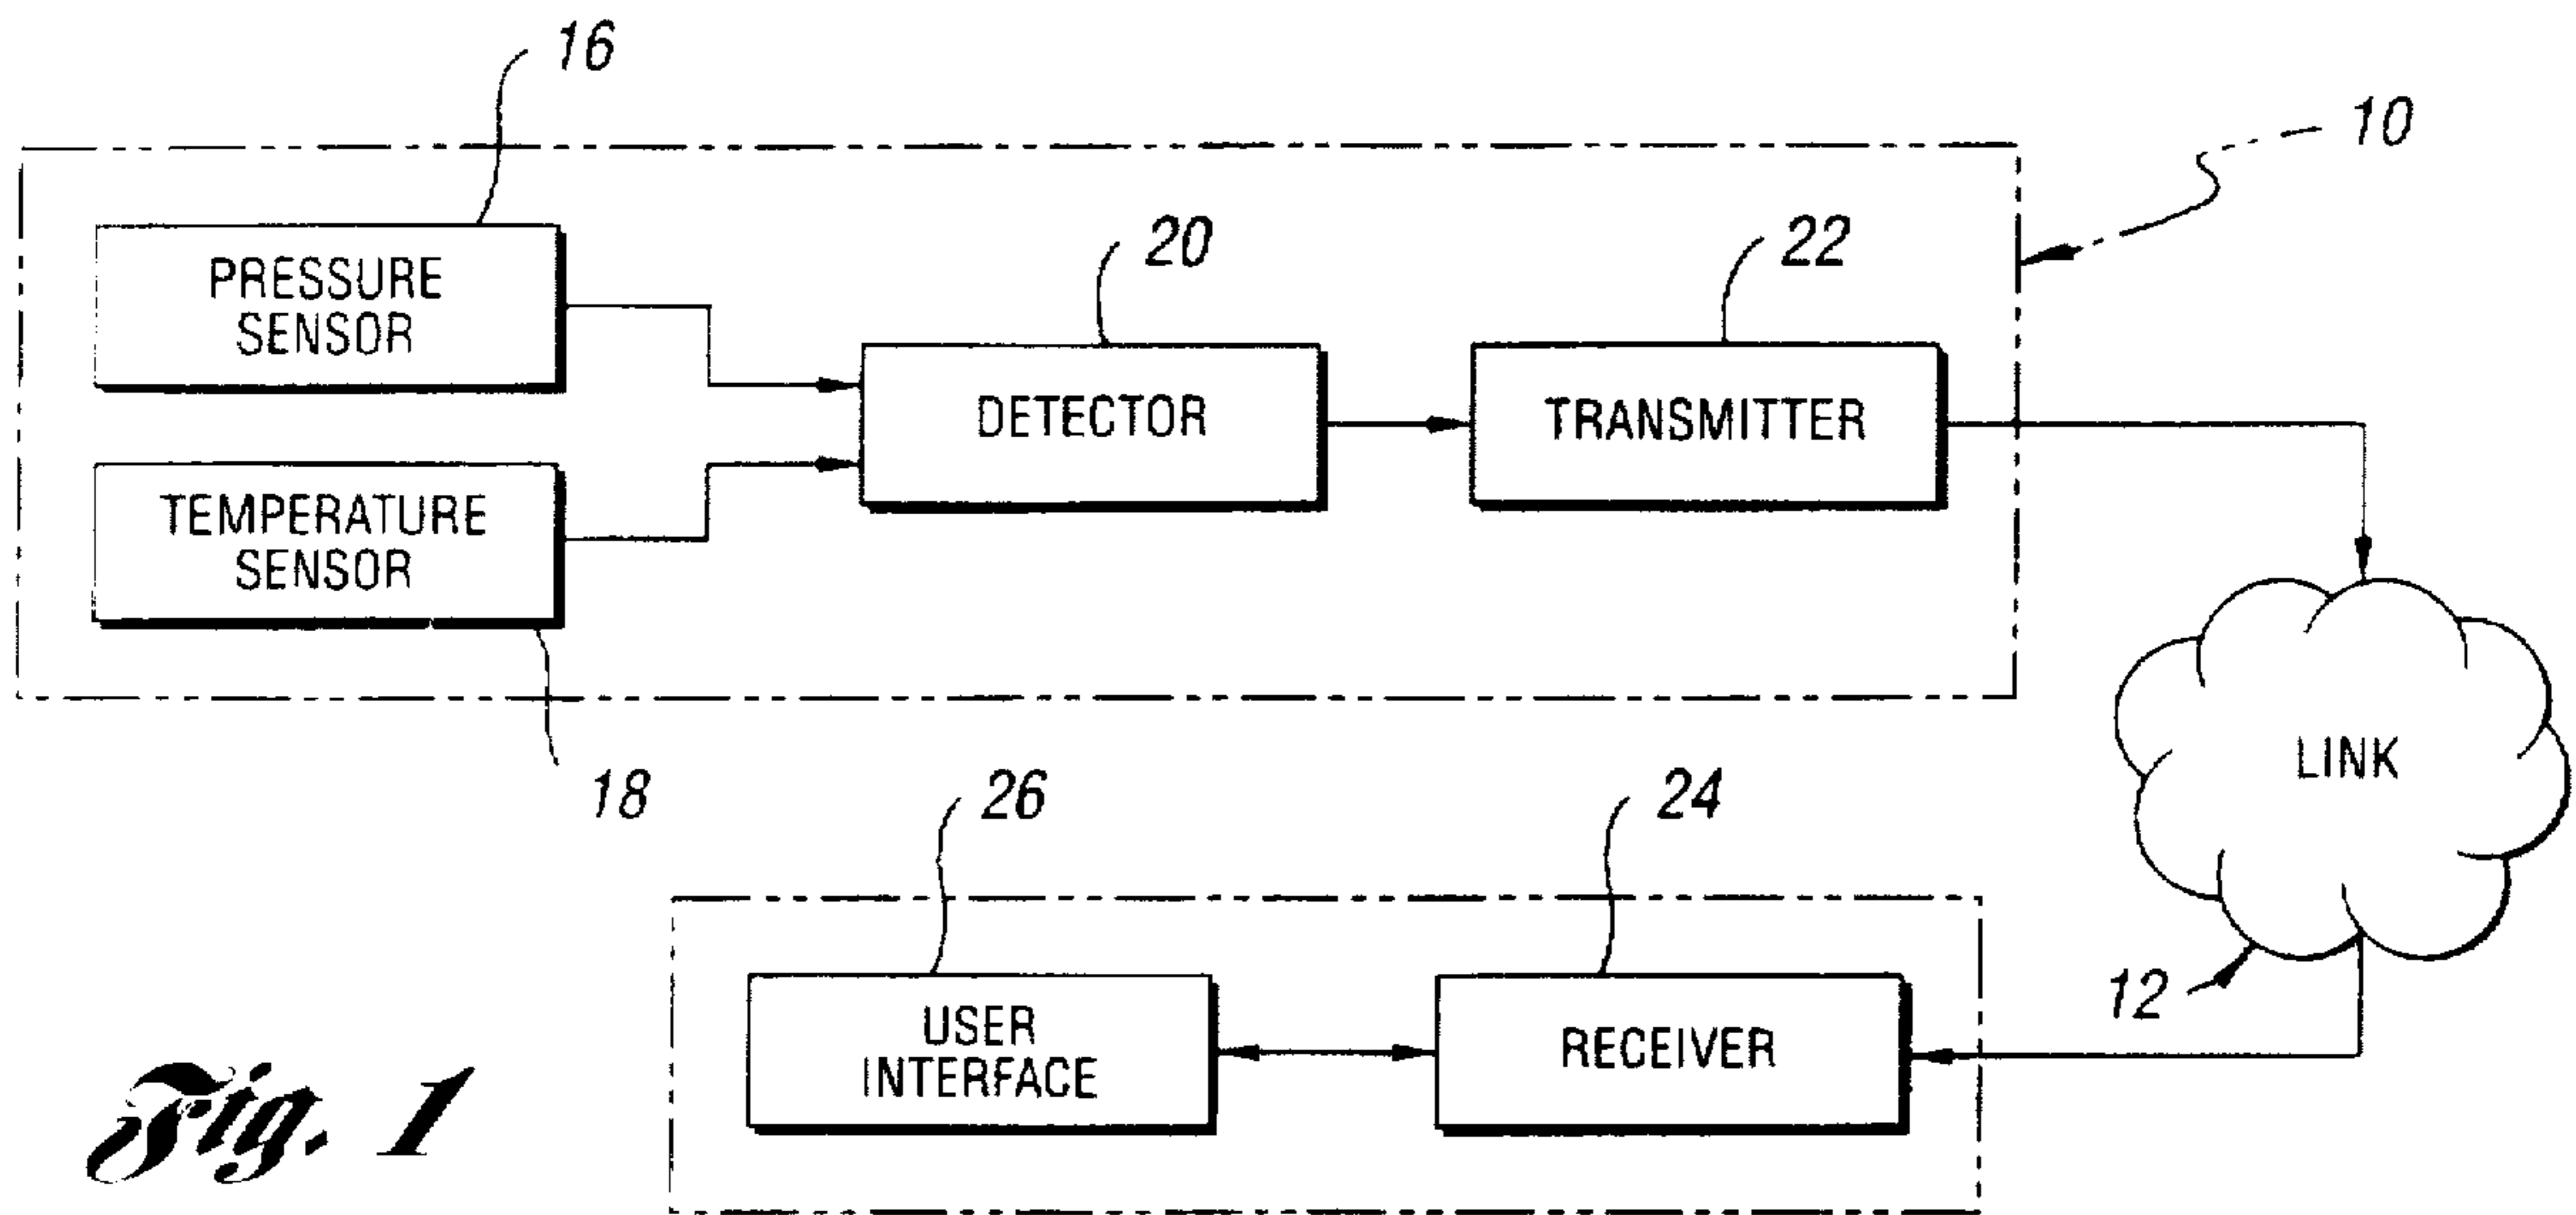 16
10
PRESSURE
SENSOR
20
22
DETECTOR
TRANSMITTER
TEMPERATURE
SENSOR
18
LINK
26
24
12
USER
INTERFACE
RECEIVER
Fig. 1